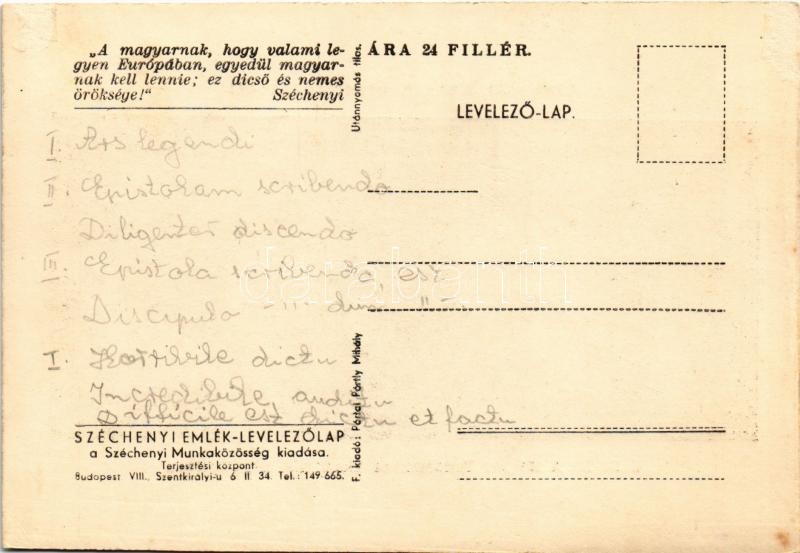 „A magyarnak, hogy valami le-
gyen Európában, egyedül magyar-
nak kell lennie; ez dicső és nemes
öröksége!" Széchenyi
ÁRA 24 FILLÉR.
LEVELEZŐ-LAP.
Utánnyomás tilos.
I. Ars legendi
II. Epistolam scribendo
Diligenter discendo
III. Epistola scribenda est
Discipulo -"- dum "-
I. Horribile dictu
Incredibile auditu
Difficile est dictu et factu
darabanth
SZÉCHENYI EMLÉK-LEVELEZŐLAP
a Széchenyi Munkaközösség kiadása.
Terjesztési központ
Budapest VIII., Szentkirályi-u 6 II 34. Tel.: 149-665.
F. kiadó: Pártai Pártly Mihály